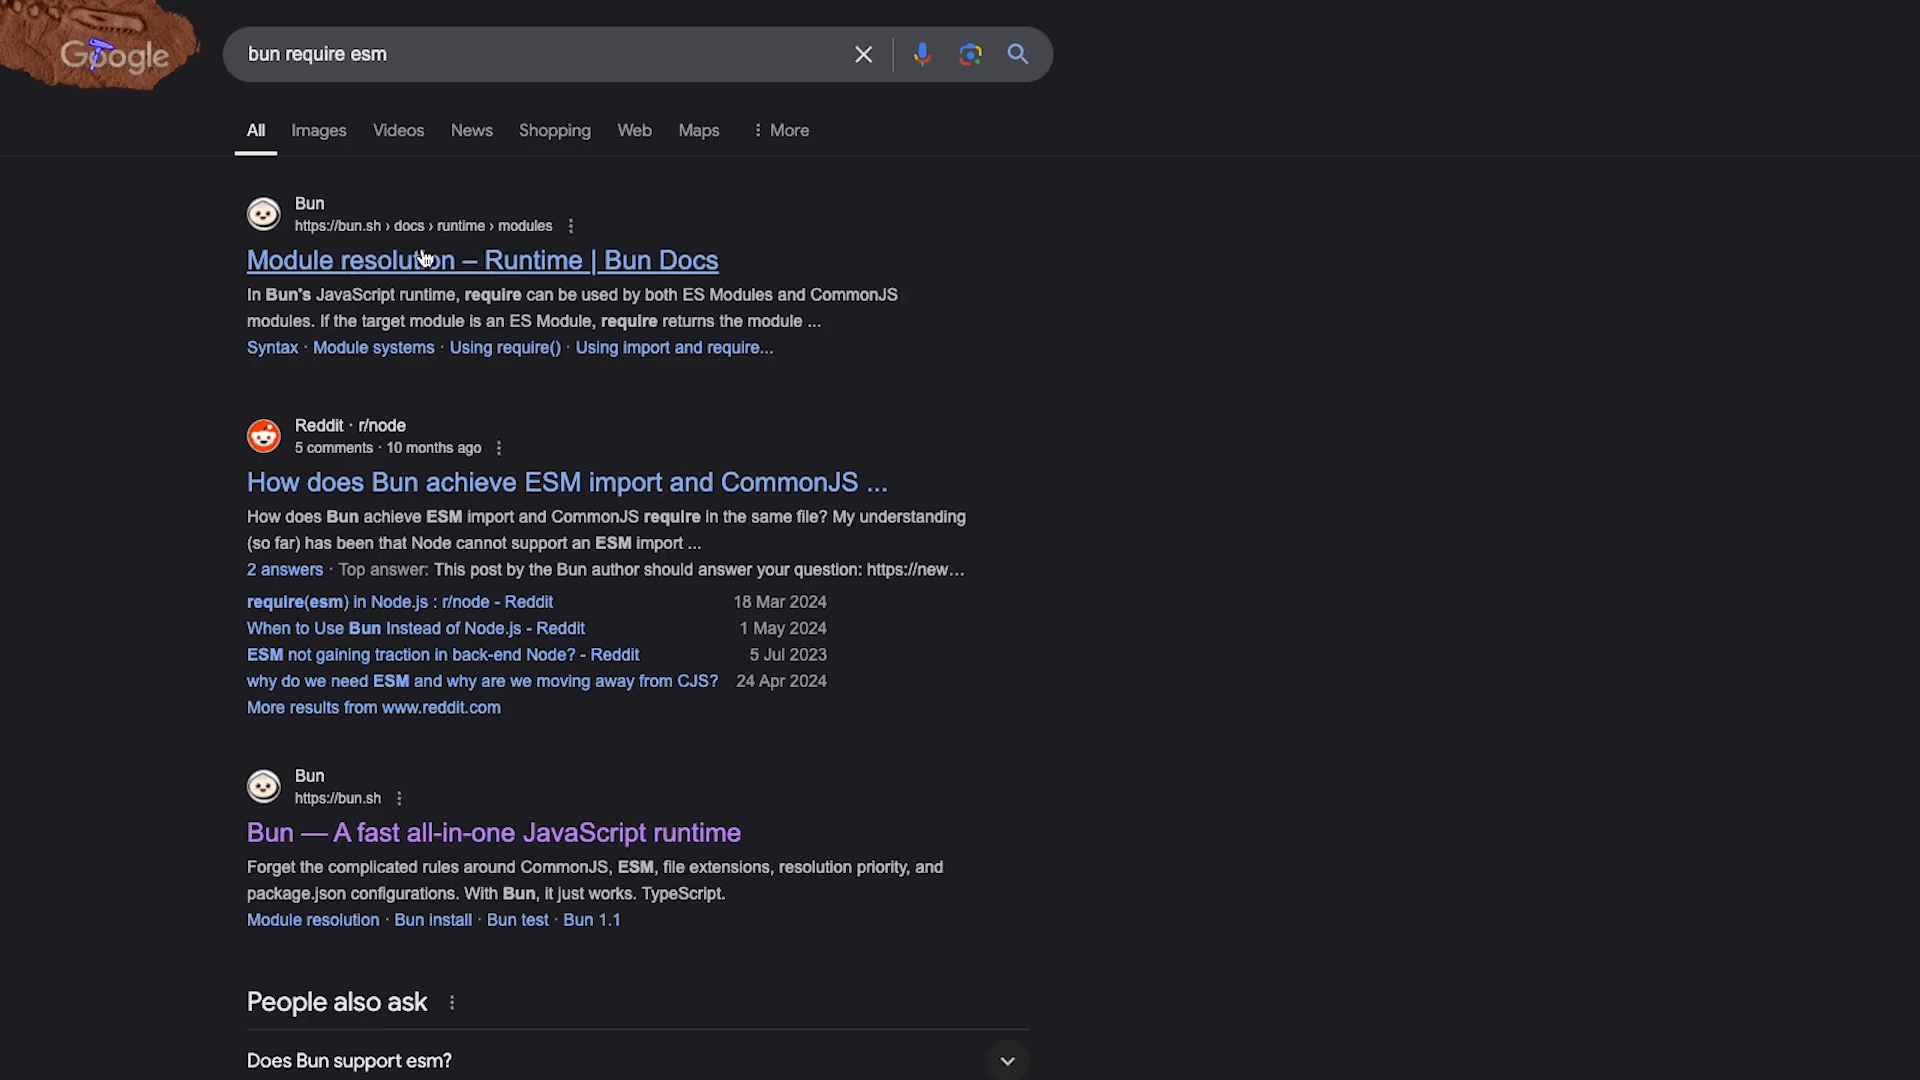 Google
bun require esm
All
Images
Videos
News
Shopping
Web
Maps
More
Bun
https://bun.sh › docs › runtime › modules
Module resolution – Runtime | Bun Docs
In Bun's JavaScript runtime, require can be used by both ES Modules and CommonJS
modules. If the target module is an ES Module, require returns the module ...
Syntax · Module systems · Using require() · Using import and require...
Reddit · r/node
5 comments · 10 months ago
How does Bun achieve ESM import and CommonJS ...
How does Bun achieve ESM import and CommonJS require in the same file? My understanding
(so far) has been that Node cannot support an ESM import ...
2 answers · Top answer: This post by the Bun author should answer your question: https://new...
require(esm) in Node.js : r/node - Reddit 18 Mar 2024
When to Use Bun Instead of Node.js - Reddit 1 May 2024
ESM not gaining traction in back-end Node? - Reddit 5 Jul 2023
why do we need ESM and why are we moving away from CJS? 24 Apr 2024
More results from www.reddit.com
Bun
https://bun.sh
Bun — A fast all-in-one JavaScript runtime
Forget the complicated rules around CommonJS, ESM, file extensions, resolution priority, and
package.json configurations. With Bun, it just works. TypeScript.
Module resolution · Bun install · Bun test · Bun 1.1
People also ask
Does Bun support esm?